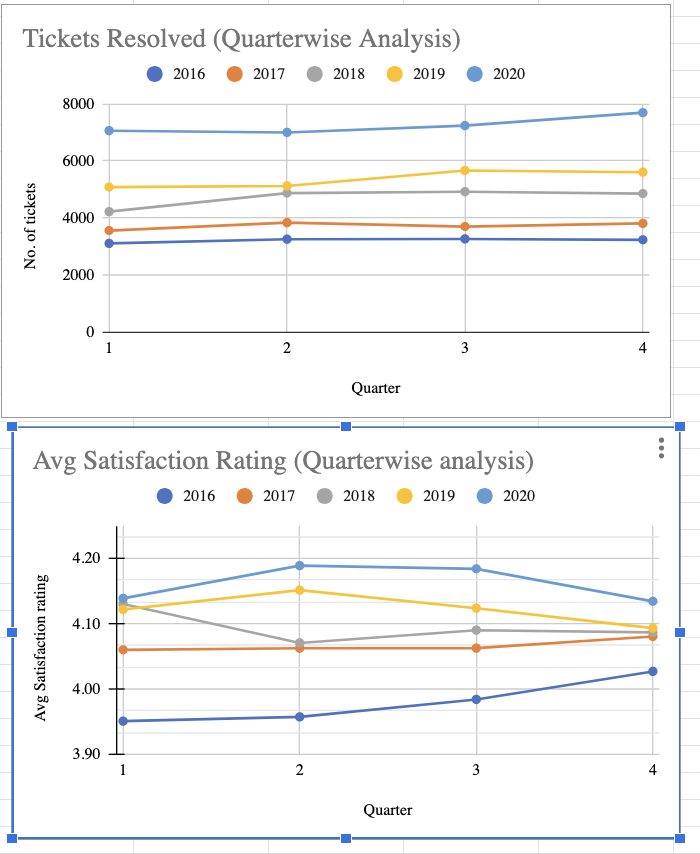 Tickets Resolved (Quarterwise Analysis)
2016 2017 2018 2019 2020
8000
6000
4000
2000
0
No. of tickets
1 2 3 4
Quarter
Avg Satisfaction Rating (Quarterwise analysis)
2016 2017 2018 2019 2020
4.20
4.10
4.00
3.90
Avg Satisfaction rating
1 2 3 4
Quarter